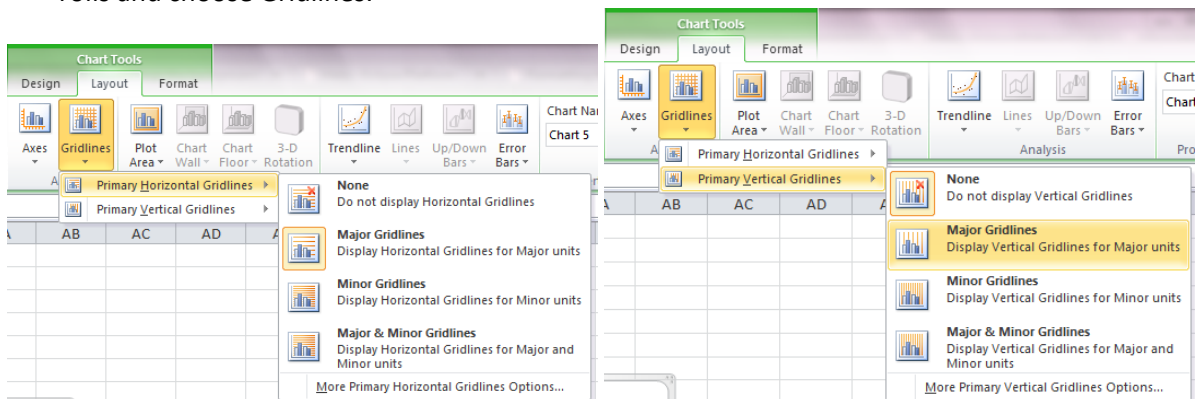 and choose Gridlines.
Chart Tools
Design Layout Format
Axes Gridlines Plot Area Chart Wall Chart Floor 3-D Rotation Trendline Lines Up/Down Bars Error Bars
Chart Nar
Chart 5
Primary Horizontal Gridlines
Primary Vertical Gridlines
AB AC AD
None
Do not display Horizontal Gridlines
Major Gridlines
Display Horizontal Gridlines for Major units
Minor Gridlines
Display Horizontal Gridlines for Minor units
Major & Minor Gridlines
Display Horizontal Gridlines for Major and
Minor units
More Primary Horizontal Gridlines Options...
Chart Tools
Design Layout Format
Axes Gridlines Plot Area Chart Wall Chart Floor 3-D Rotation Trendline Lines Up/Down Bars Error Bars
Chart
Chart
Analysis
Pro
Primary Horizontal Gridlines
Primary Vertical Gridlines
AB AC AD
None
Do not display Vertical Gridlines
Major Gridlines
Display Vertical Gridlines for Major units
Minor Gridlines
Display Vertical Gridlines for Minor units
Major & Minor Gridlines
Display Vertical Gridlines for Major and
Minor units
More Primary Vertical Gridlines Options...